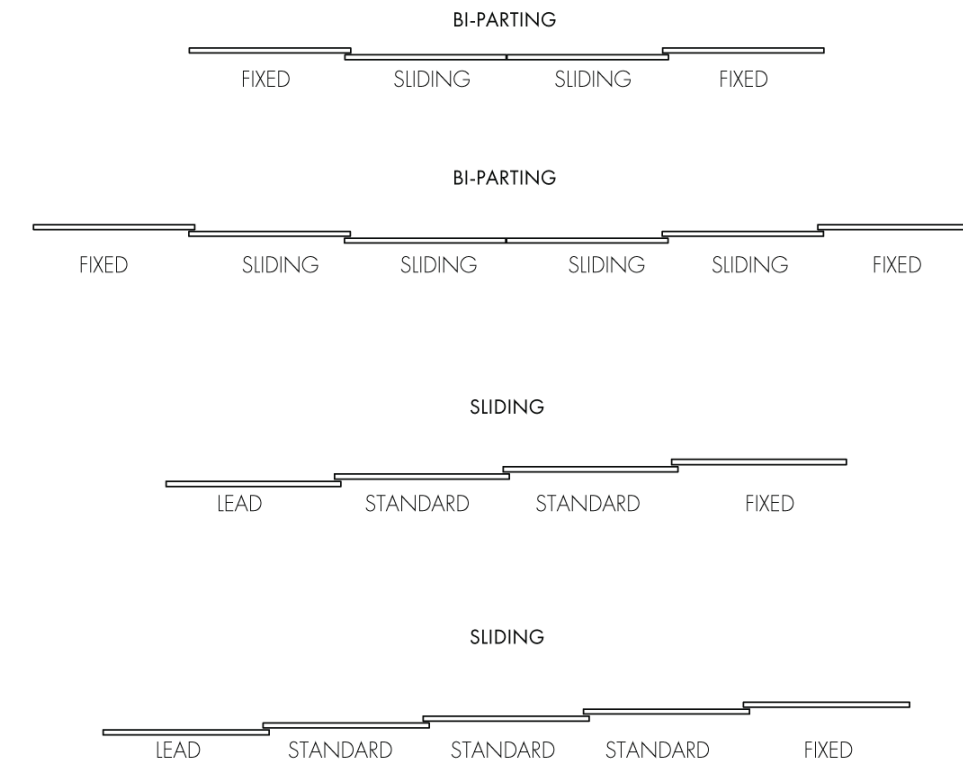 BI-PARTING
FIXED SLIDING SLIDING FIXED
BI-PARTING
FIXED SLIDING SLIDING SLIDING SLIDING FIXED
SLIDING
LEAD STANDARD STANDARD FIXED
SLIDING
LEAD STANDARD STANDARD STANDARD FIXED